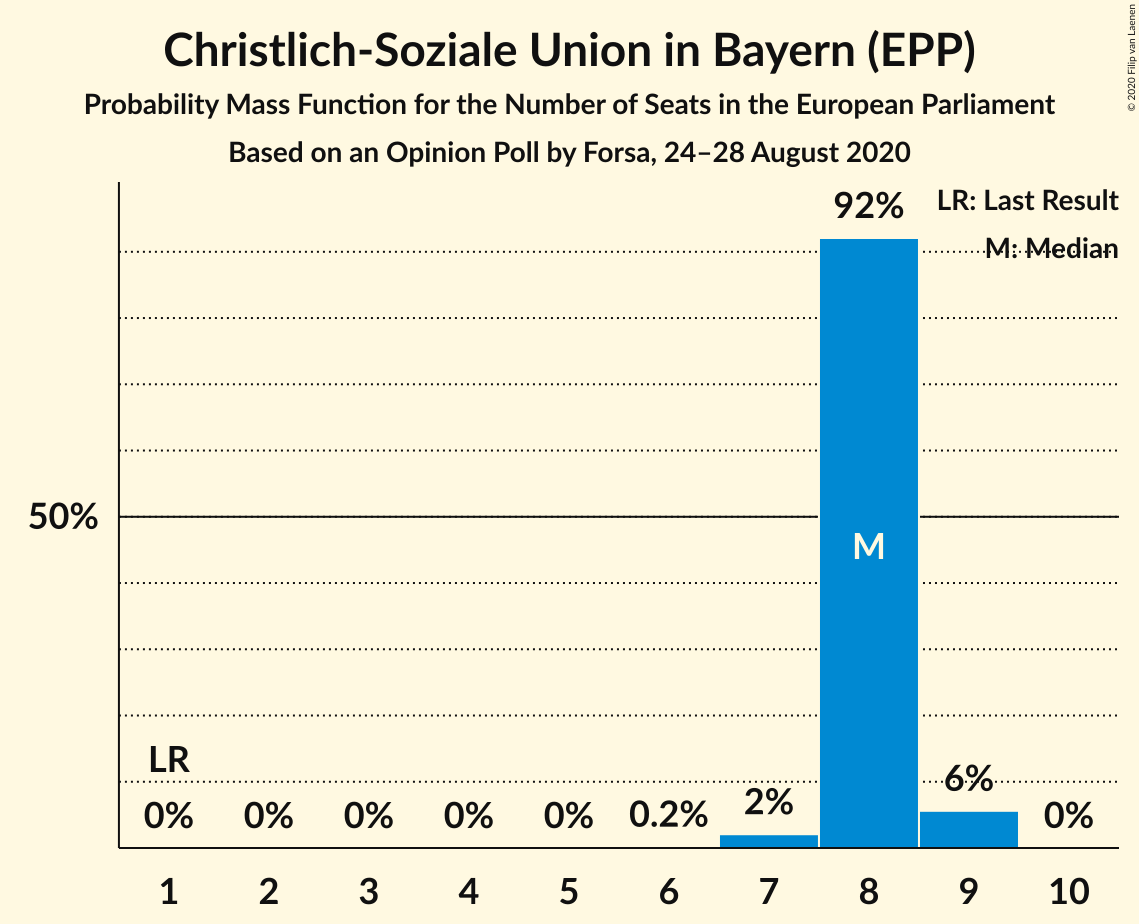 Christlich-Soziale Union in Bayern (EPP)
Probability Mass Function for the Number of Seats in the European Parliament
Based on an Opinion Poll by Forsa, 24–28 August 2020
© 2020 Filip van Laenen
LR: Last Result
M: Median
92%
50%
M
LR
0% 0% 0% 0% 0% 0.2% 2% 6% 0%
1 2 3 4 5 6 7 8 9 10